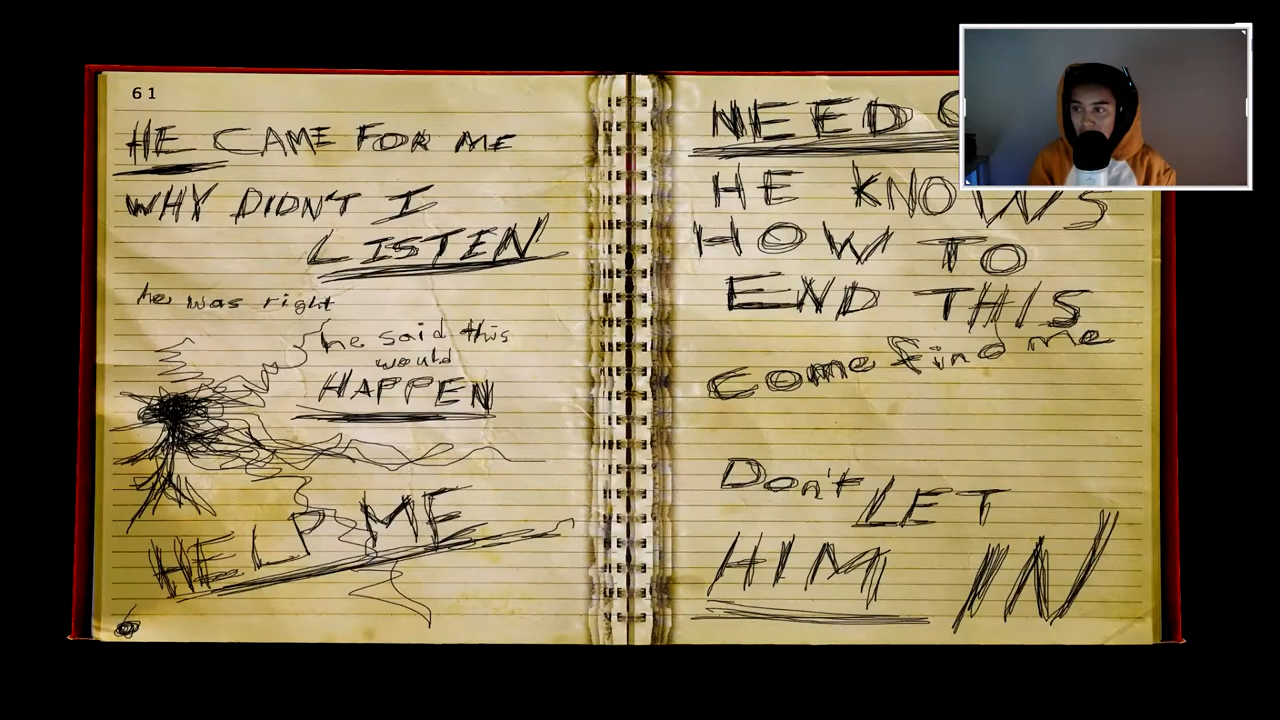 61
HE CAME FOR ME
WHY DIDN'T I
LISTEN
he was right
he said this
would
HAPPEN
HELP ME
NEED
HE KNOWS
HOW TO
END THIS
come find me
Don't LET
HIM IN